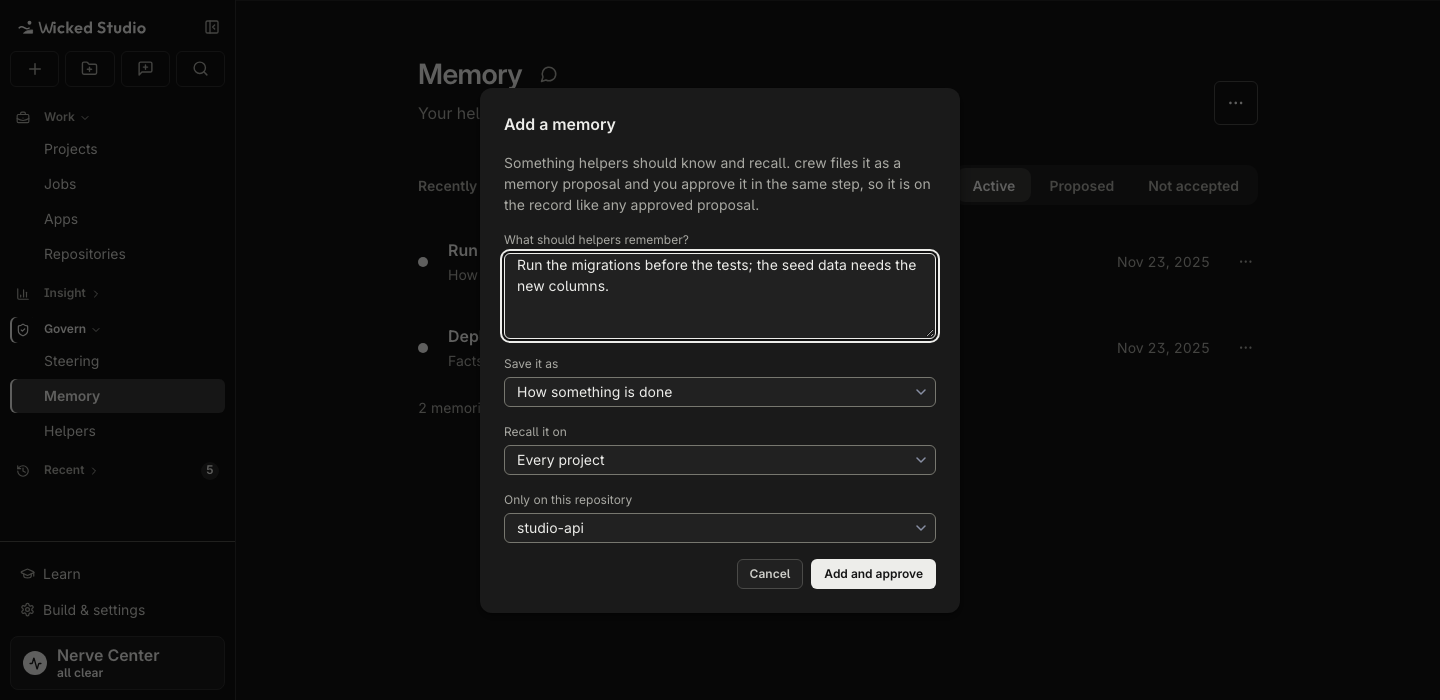 Wicked Studio
Work
Projects
Jobs
Apps
Repositories
Insight
Govern
Steering
Memory
Helpers
Recent
5
Learn
Build & settings
Nerve Center
all clear
Memory
Your hel
Recently
Active
Proposed
Not accepted
Run
How
Nov 23, 2025
Dep
Facts
Nov 23, 2025
2 memori
Add a memory
Something helpers should know and recall. crew files it as a
memory proposal and you approve it in the same step, so it is on
the record like any approved proposal.
What should helpers remember?
Run the migrations before the tests; the seed data needs the
new columns.
Save it as
How something is done
Recall it on
Every project
Only on this repository
studio-api
Cancel
Add and approve